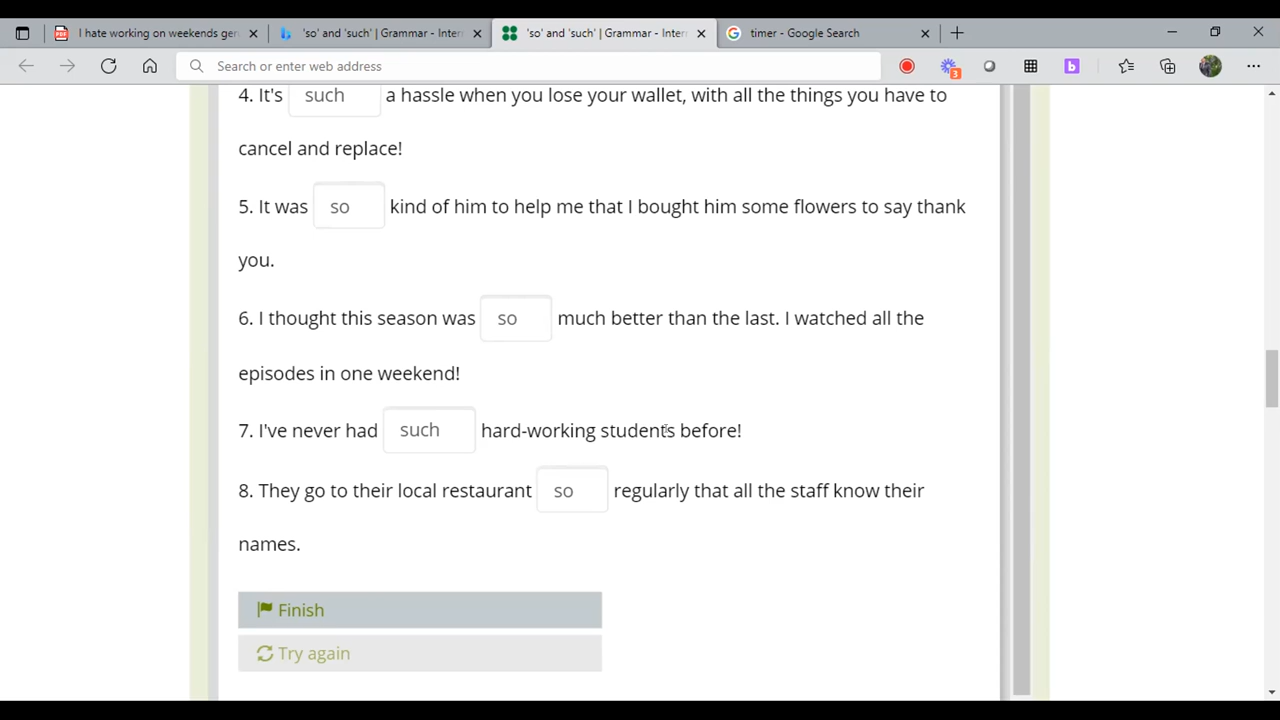 I hate working on weekends ger
'so' and 'such' | Grammar - Inter
'so' and 'such' | Grammar - Inter
timer - Google Search
Search or enter web address
3
b
4. It's such a hassle when you lose your wallet, with all the things you have to
cancel and replace!
5. It was so kind of him to help me that I bought him some flowers to say thank
you.
6. I thought this season was so much better than the last. I watched all the
episodes in one weekend!
7. I've never had such hard-working students before!
8. They go to their local restaurant so regularly that all the staff know their
names.
Finish
Try again